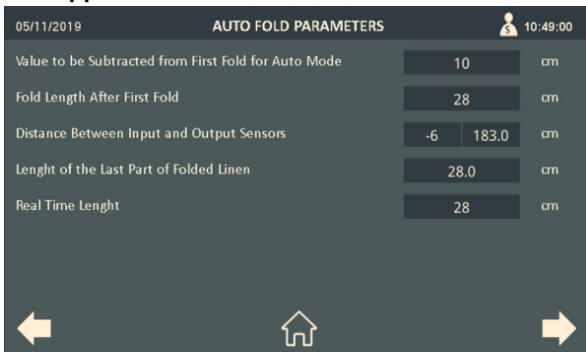 05/11/2019 AUTO FOLD PARAMETERS S 10:49:00
Value to be Subtracted from First Fold for Auto Mode 10 cm
Fold Length After First Fold 28 cm
Distance Between Input and Output Sensors -6 183.0 cm
Lenght of the Last Part of Folded Linen 28.0 cm
Real Time Lenght 28 cm